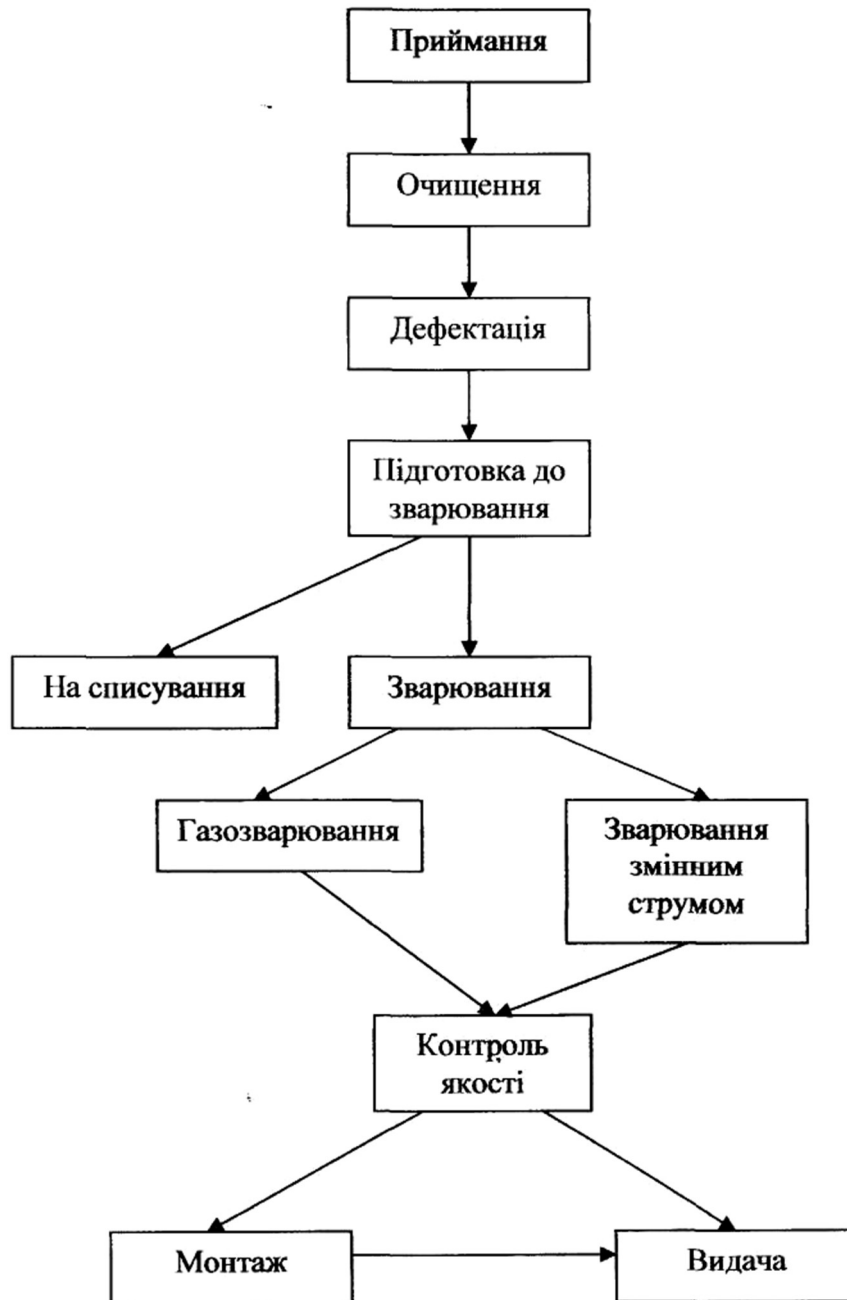 Приймання
Очищення
Дефектація
Підготовка до
зварювання
На списування
Зварювання
Газозварювання
Зварювання
змінним
струмом
Контроль
якості
Монтаж
Видача